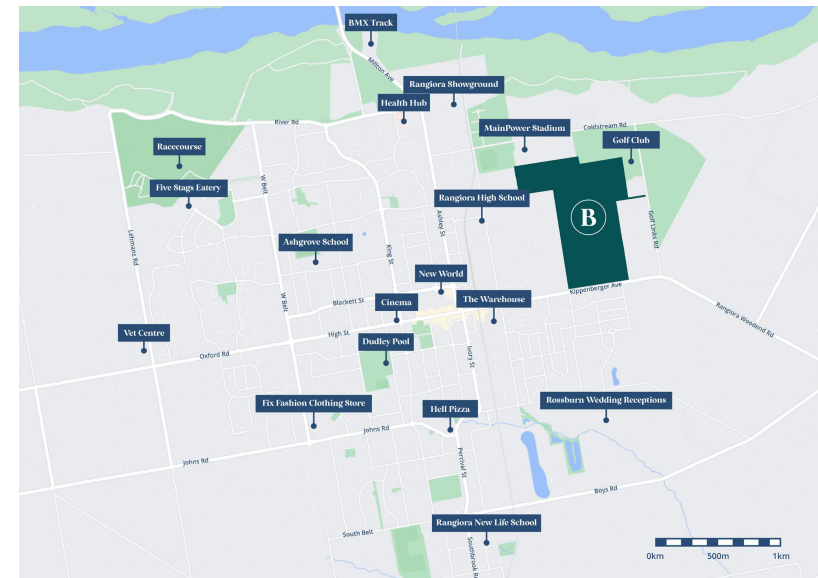 BMX Track
Millton Ave
Rangiora Showground
Health Hub
River Rd
MainPower Stadium
Coldstream Rd
Golf Club
Racecourse
Five Stags Eatery
W Belt
Rangiora High School
Ashley St
B
Golf Links Rd
Lehmans Rd
Ashgrove School
King St
New World
Kippenberger Ave
W Belt
Blackett St
Cinema
The Warehouse
Rangiora Woodend Rd
Vet Centre
High St
Oxford Rd
Dudley Pool
Ivory St
Fix Fashion Clothing Store
Hell Pizza
Rossburn Wedding Receptions
Johns Rd
Johns Rd
Percival St
Boys Rd
South Belt
Rangiora New Life School
Southbrook R
0km
500m
1km